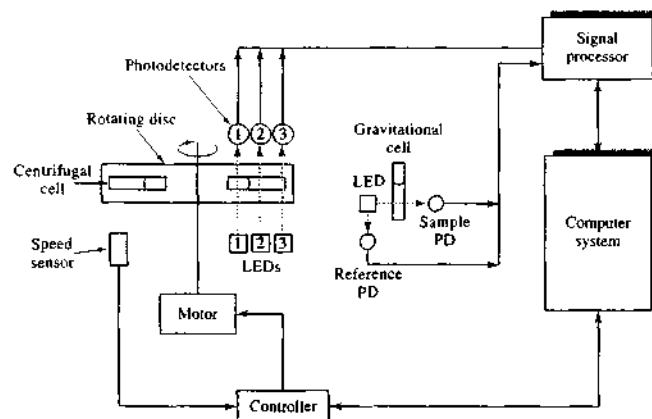 Signal
processor
Photodetectors
1 2 3
Rotating disc
Gravitational
cell
Centrifugal
cell
LED
Sample
PD
Computer
system
Speed
sensor
1 2 3
LEDs
Reference
PD
Motor
Controller